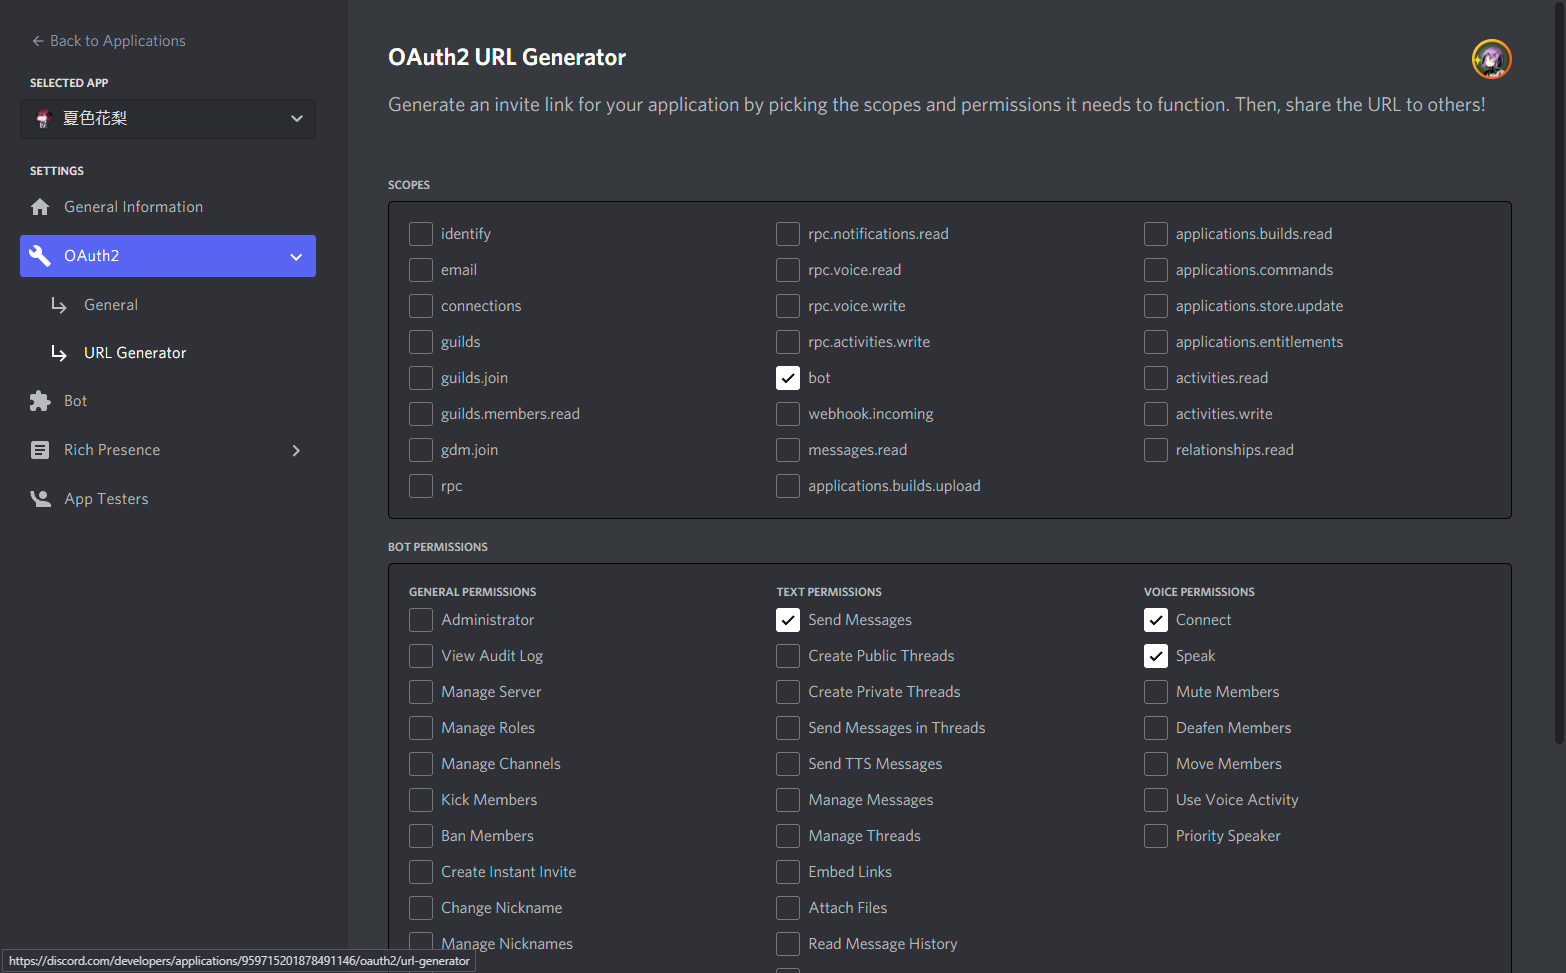 Back to Applications
SELECTED APP
夏色花梨
SETTINGS
General Information
OAuth2
General
URL Generator
Bot
Rich Presence
App Testers
OAuth2 URL Generator
Generate an invite link for your application by picking the scopes and permissions it needs to function. Then, share the URL to others!
SCOPES
identify
email
connections
guilds
guilds.join
guilds.members.read
gdm.join
rpc
rpc.notifications.read
rpc.voice.read
rpc.voice.write
rpc.activities.write
bot
webhook.incoming
messages.read
applications.builds.upload
applications.builds.read
applications.commands
applications.store.update
applications.entitlements
activities.read
activities.write
relationships.read
BOT PERMISSIONS
GENERAL PERMISSIONS
Administrator
View Audit Log
Manage Server
Manage Roles
Manage Channels
Kick Members
Ban Members
Create Instant Invite
Change Nickname
Manage Nicknames
TEXT PERMISSIONS
Send Messages
Create Public Threads
Create Private Threads
Send Messages in Threads
Send TTS Messages
Manage Messages
Manage Threads
Embed Links
Attach Files
Read Message History
VOICE PERMISSIONS
Connect
Speak
Mute Members
Deafen Members
Move Members
Use Voice Activity
Priority Speaker
https://discord.com/developers/applications/959715201878491146/oauth2/url-generator